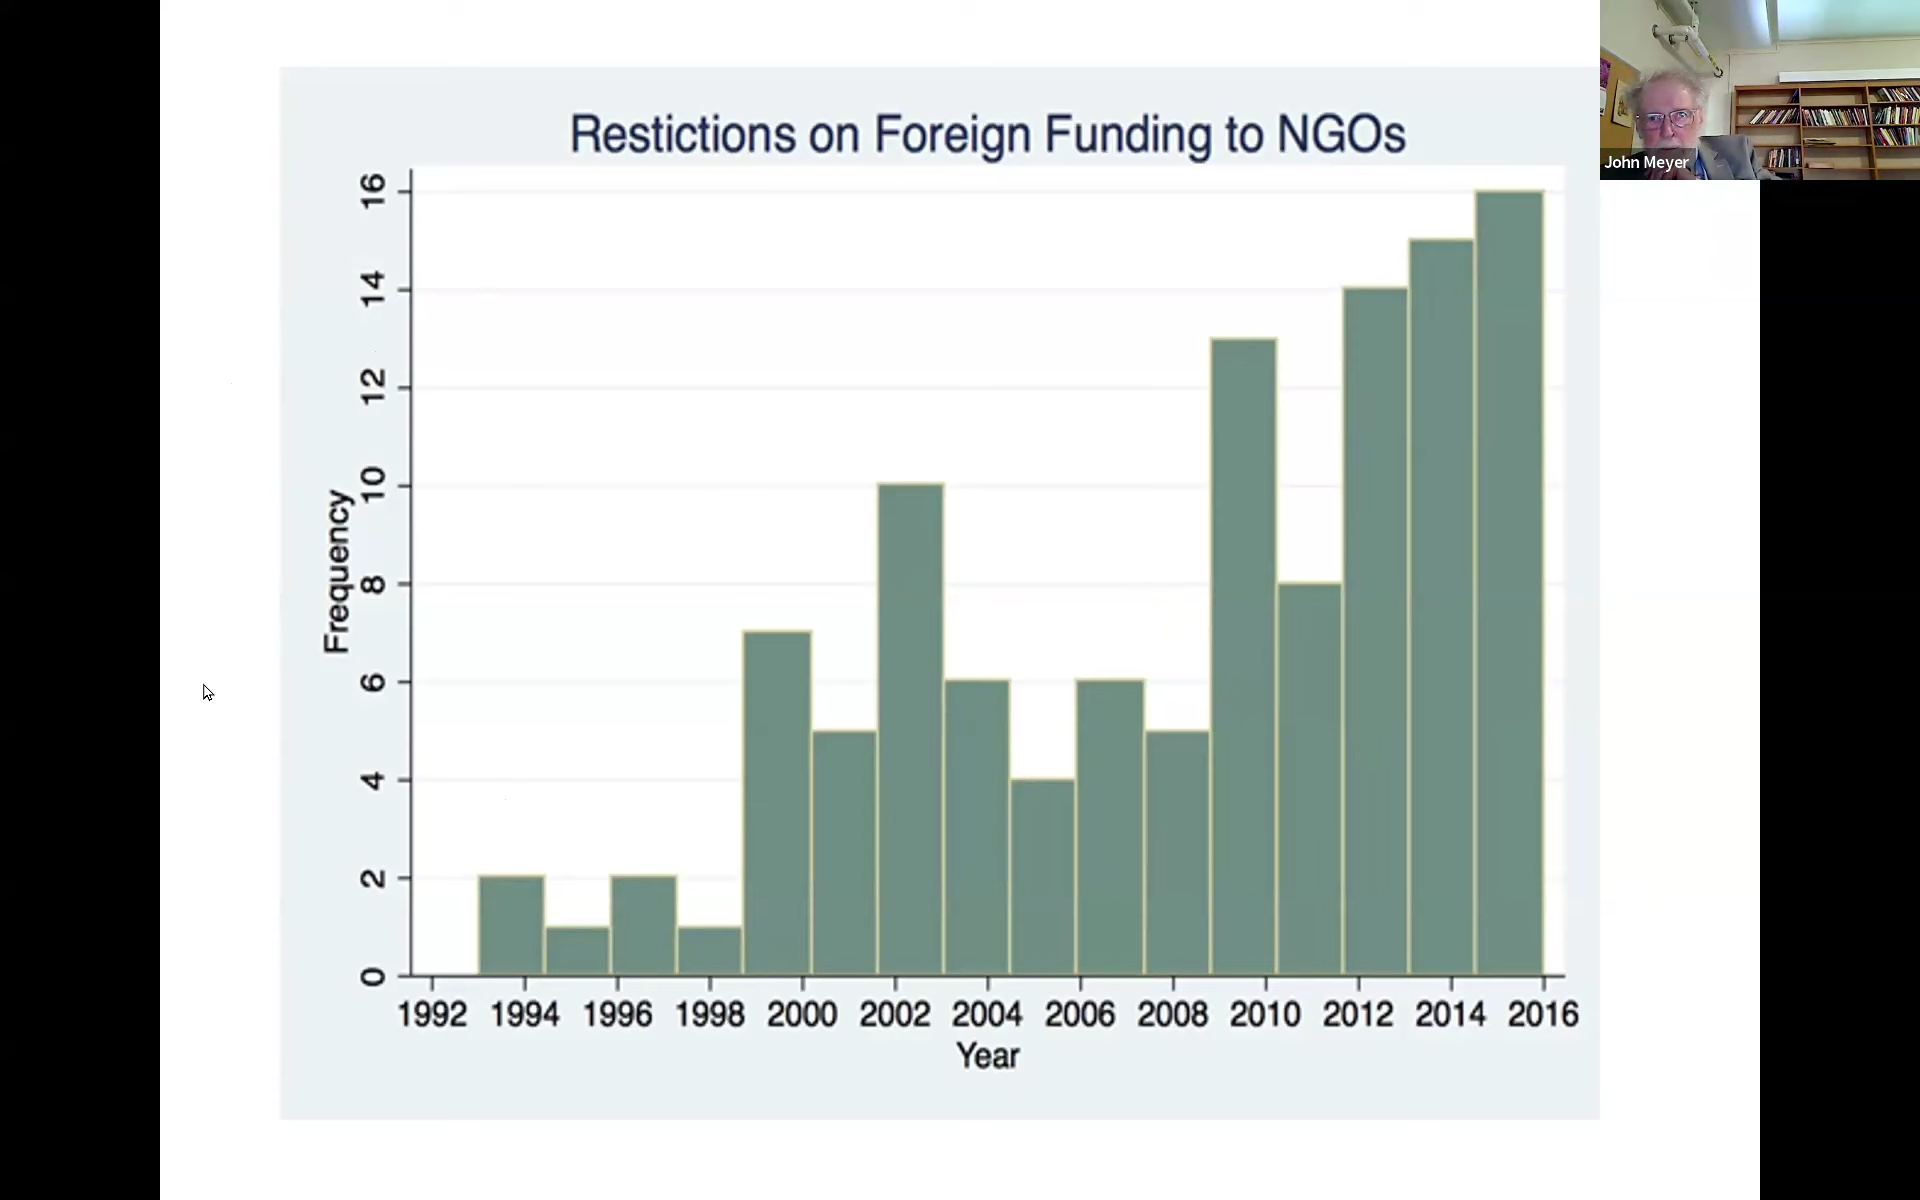 Restictions on Foreign Funding to NGOs
John Meyer
Frequency
16
14
12
10
8
6
4
2
0
1992 1994 1996 1998 2000 2002 2004 2006 2008 2010 2012 2014 2016
Year